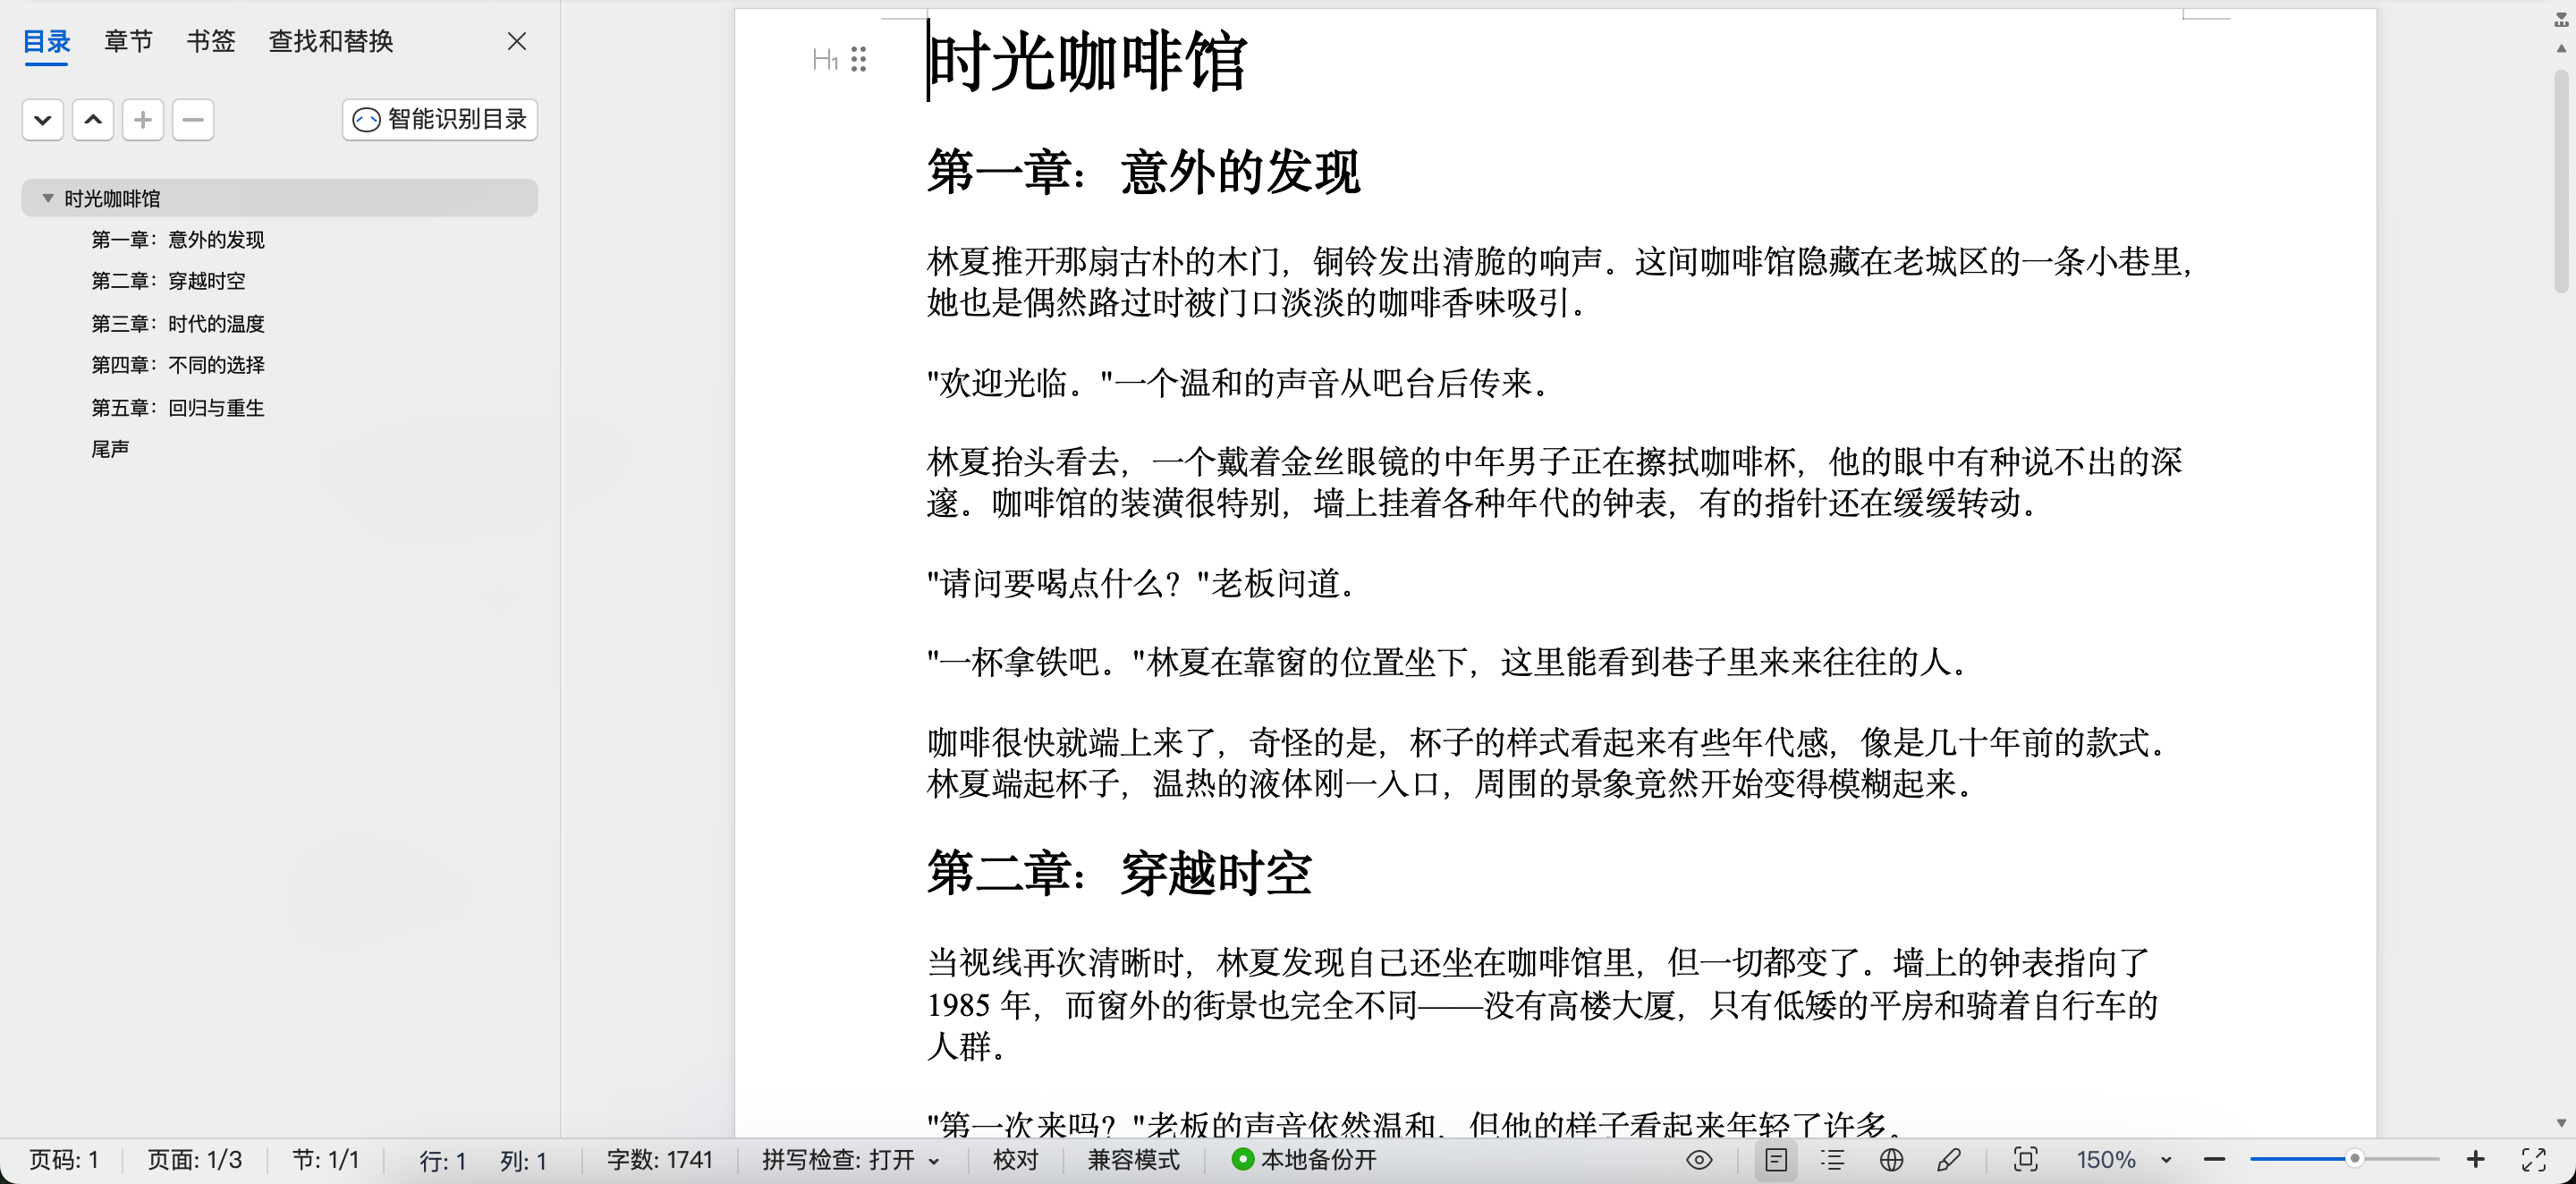 目录 章节 书签 查找和替换
智能识别目录
时光咖啡馆
第一章：意外的发现
第二章：穿越时空
第三章：时代的温度
第四章：不同的选择
第五章：回归与重生
尾声
H1
时光咖啡馆
第一章：意外的发现
林夏推开那扇古朴的木门，铜铃发出清脆的响声。这间咖啡馆隐藏在老城区的一条小巷里，
她也是偶然路过时被门口淡淡的咖啡香味吸引。
"欢迎光临。"一个温和的声音从吧台后传来。
林夏抬头看去，一个戴着金丝眼镜的中年男子正在擦拭咖啡杯，他的眼中有种说不出的深
邃。咖啡馆的装潢很特别，墙上挂着各种年代的钟表，有的指针还在缓缓转动。
"请问要喝点什么？"老板问道。
"一杯拿铁吧。"林夏在靠窗的位置坐下，这里能看到巷子里来来往往的人。
咖啡很快就端上来了，奇怪的是，杯子的样式看起来有些年代感，像是几十年前的款式。
林夏端起杯子，温热的液体刚一入口，周围的景象竟然开始变得模糊起来。
第二章：穿越时空
当视线再次清晰时，林夏发现自己还坐在咖啡馆里，但一切都变了。墙上的钟表指向了
1985 年，而窗外的街景也完全不同——没有高楼大厦，只有低矮的平房和骑着自行车的
人群。
"第一次来吗？"老板的声音依然温和，但他的样子看起来年轻了许多。
页码: 1 页面: 1/3 节: 1/1 行: 1 列: 1 字数: 1741 拼写检查: 打开 校对 兼容模式 本地备份开 150%